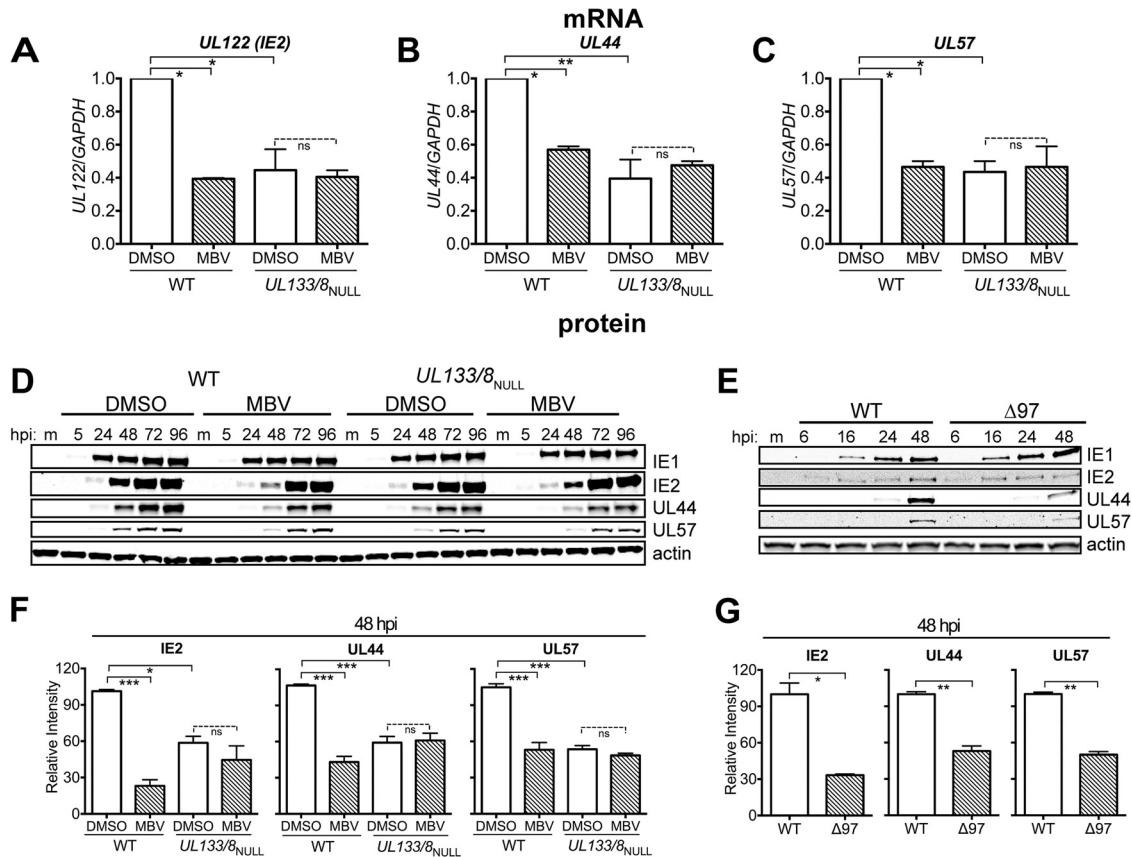 mRNA
A
UL122 (IE2)
*
*
UL122/GAPDH
1.0
0.8
0.6
0.4
0.2
0.0
ns
DMSO MBV DMSO MBV
WT UL133/8NULL
B
UL44
**
*
UL44/GAPDH
1.0
0.8
0.6
0.4
0.2
0.0
ns
DMSO MBV DMSO MBV
WT UL133/8NULL
C
UL57
*
*
UL57/GAPDH
1.0
0.8
0.6
0.4
0.2
0.0
ns
DMSO MBV DMSO MBV
WT UL133/8NULL
protein
D
WT UL133/8NULL
DMSO MBV DMSO MBV
hpi: m 5 24 48 72 96 m 5 24 48 72 96 m 5 24 48 72 96 m 5 24 48 72 96
IE1
IE2
UL44
UL57
actin
E
WT Δ97
hpi: m 6 16 24 48 6 16 24 48
IE1
IE2
UL44
UL57
actin
F
48 hpi
IE2
*
***
Relative Intensity
120
90
60
30
0
ns
DMSO MBV DMSO MBV
WT UL133/8NULL
UL44
***
***
ns
DMSO MBV DMSO MBV
WT UL133/8NULL
UL57
***
***
ns
DMSO MBV DMSO MBV
WT UL133/8NULL
G
48 hpi
IE2 UL44 UL57
* ** **
Relative Intensity
120
90
60
30
0
WT Δ97 WT Δ97 WT Δ97